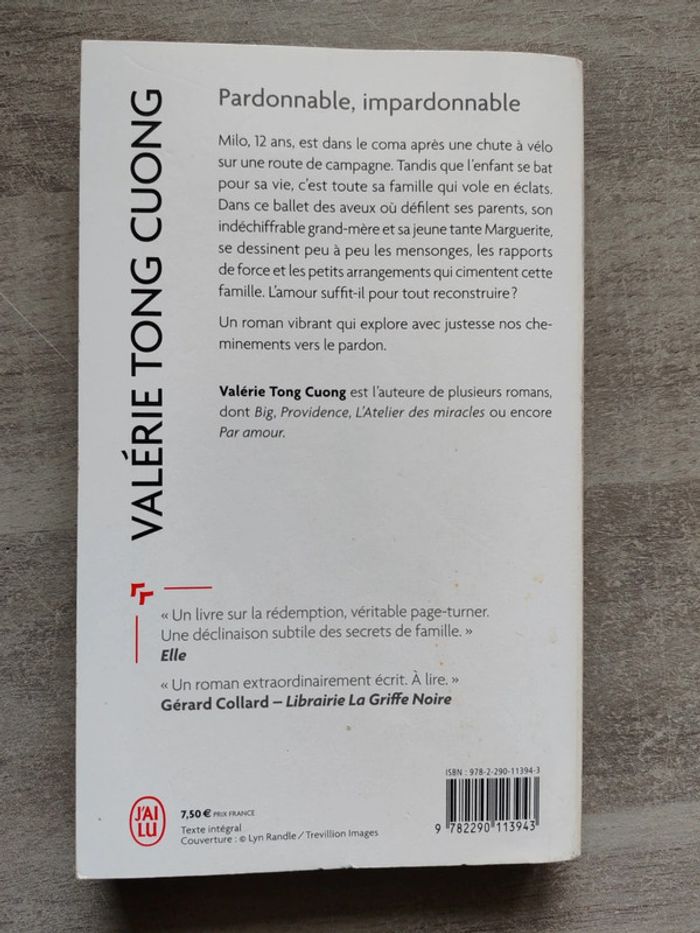 VALÉRIE TONG CUONG
Pardonnable, impardonnable
Milo, 12 ans, est dans le coma après une chute à vélo
sur une route de campagne. Tandis que l'enfant se bat
pour sa vie, c'est toute sa famille qui vole en éclats.
Dans ce ballet des aveux où défilent ses parents, son
indéchiffrable grand-mère et sa jeune tante Marguerite,
se dessinent peu à peu les mensonges, les rapports
de force et les petits arrangements qui cimentent cette
famille. L'amour suffit-il pour tout reconstruire ?
Un roman vibrant qui explore avec justesse nos che-
minements vers le pardon.
Valérie Tong Cuong est l'auteure de plusieurs romans,
dont Big, Providence, L'Atelier des miracles ou encore
Par amour.
« Un livre sur la rédemption, véritable page-turner.
Une déclinaison subtile des secrets de famille. »
Elle
« Un roman extraordinairement écrit. À lire. »
Gérard Collard – Librairie La Griffe Noire
J'AI
LU
7,50 € PRIX FRANCE
Texte intégral
Couverture : © Lyn Randle / Trevillion Images
ISBN : 978-2-290-11394-3
9 782290 113943